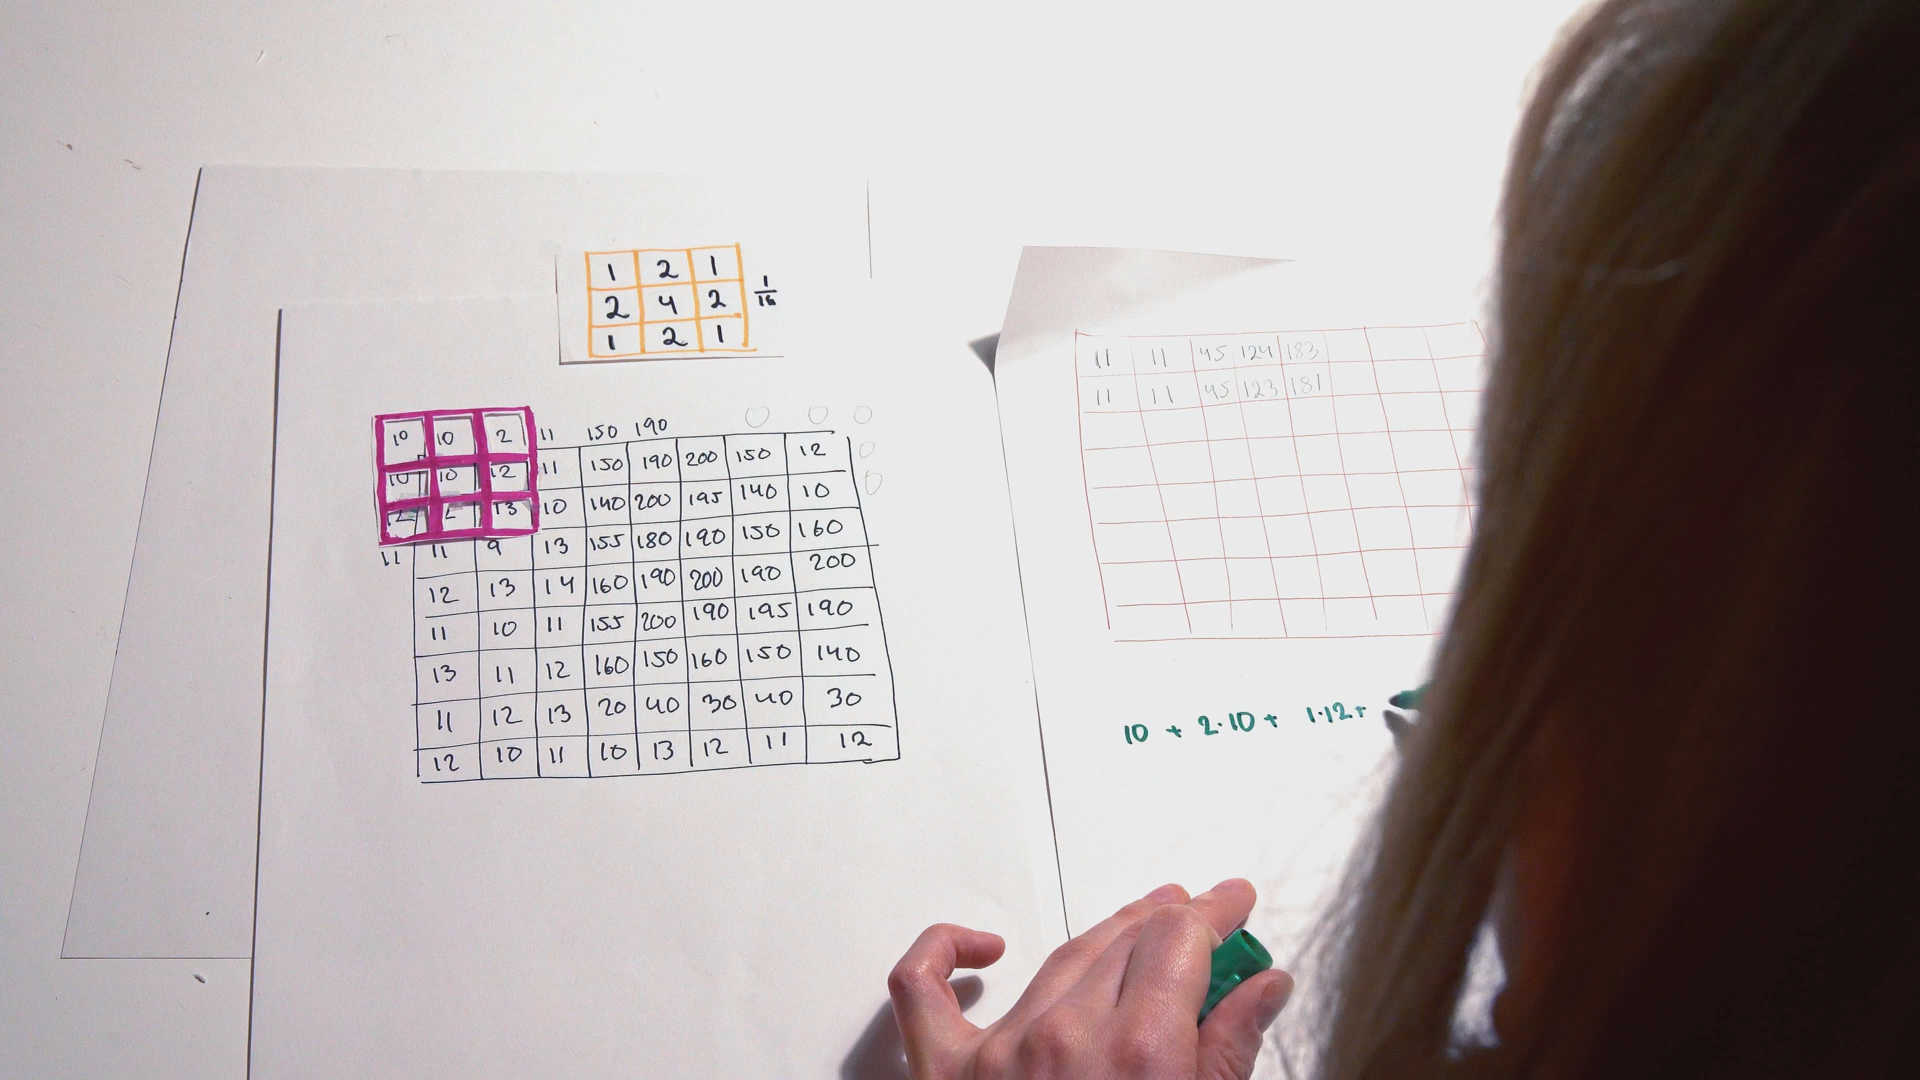 1 2 1
2 4 2
1 2 1
1/16
10 10 2 11 150 190
10 10 12 11 150 190 200 150 12
13 10 140 200 195 140 10
11 11 9 13 155 180 190 150 160
12 13 14 160 190 200 190 200
11 10 11 155 200 190 195 190
13 11 12 160 150 160 150 140
11 12 13 20 40 30 40 30
12 10 11 10 13 12 11 12
11 11 45 124 183
11 11 45 123 181
10 + 2·10 + 1·12+